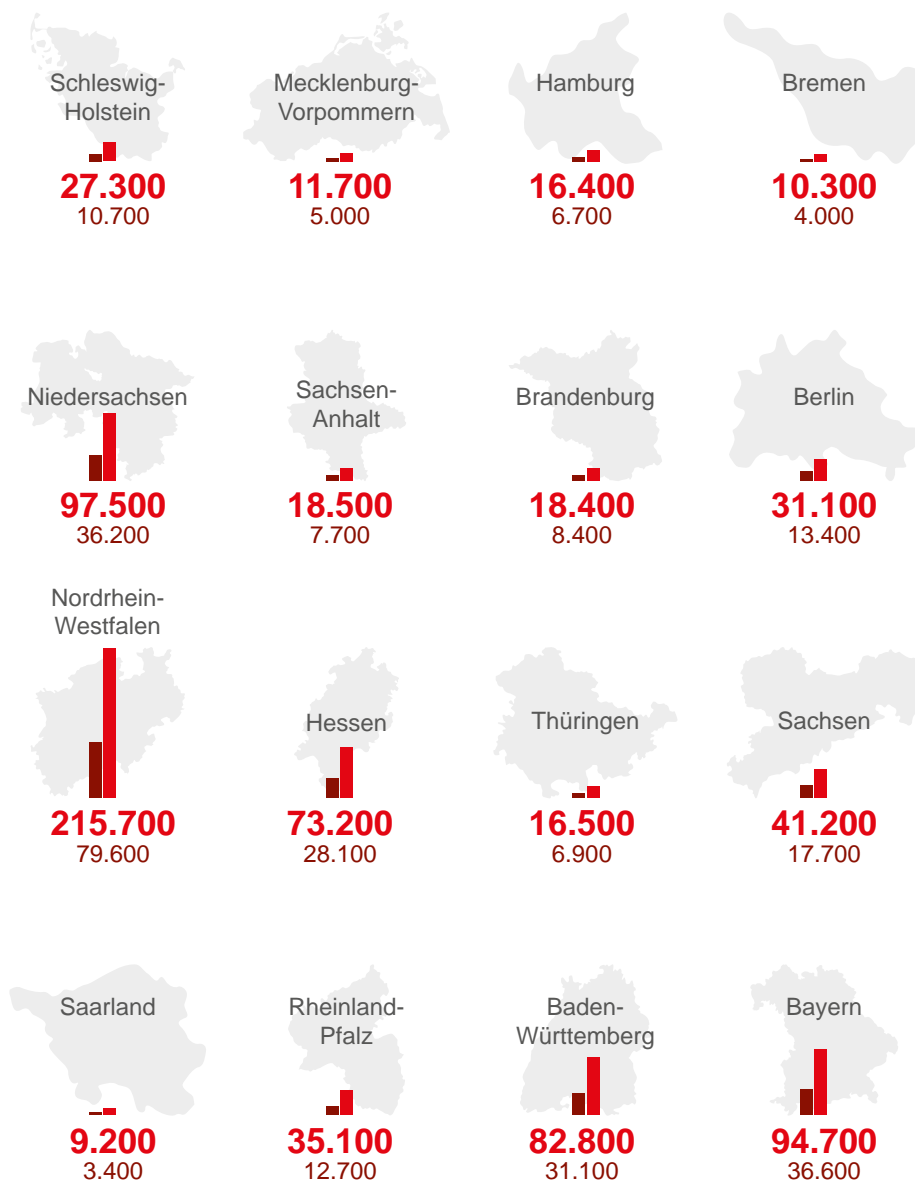 Schleswig-
Holstein
27.300
10.700
Mecklenburg-
Vorpommern
11.700
5.000
Hamburg
16.400
6.700
Bremen
10.300
4.000
Niedersachsen
97.500
36.200
Sachsen-
Anhalt
18.500
7.700
Brandenburg
18.400
8.400
Berlin
31.100
13.400
Nordrhein-
Westfalen
215.700
79.600
Hessen
73.200
28.100
Thüringen
16.500
6.900
Sachsen
41.200
17.700
Saarland
9.200
3.400
Rheinland-
Pfalz
35.100
12.700
Baden-
Württemberg
82.800
31.100
Bayern
94.700
36.600